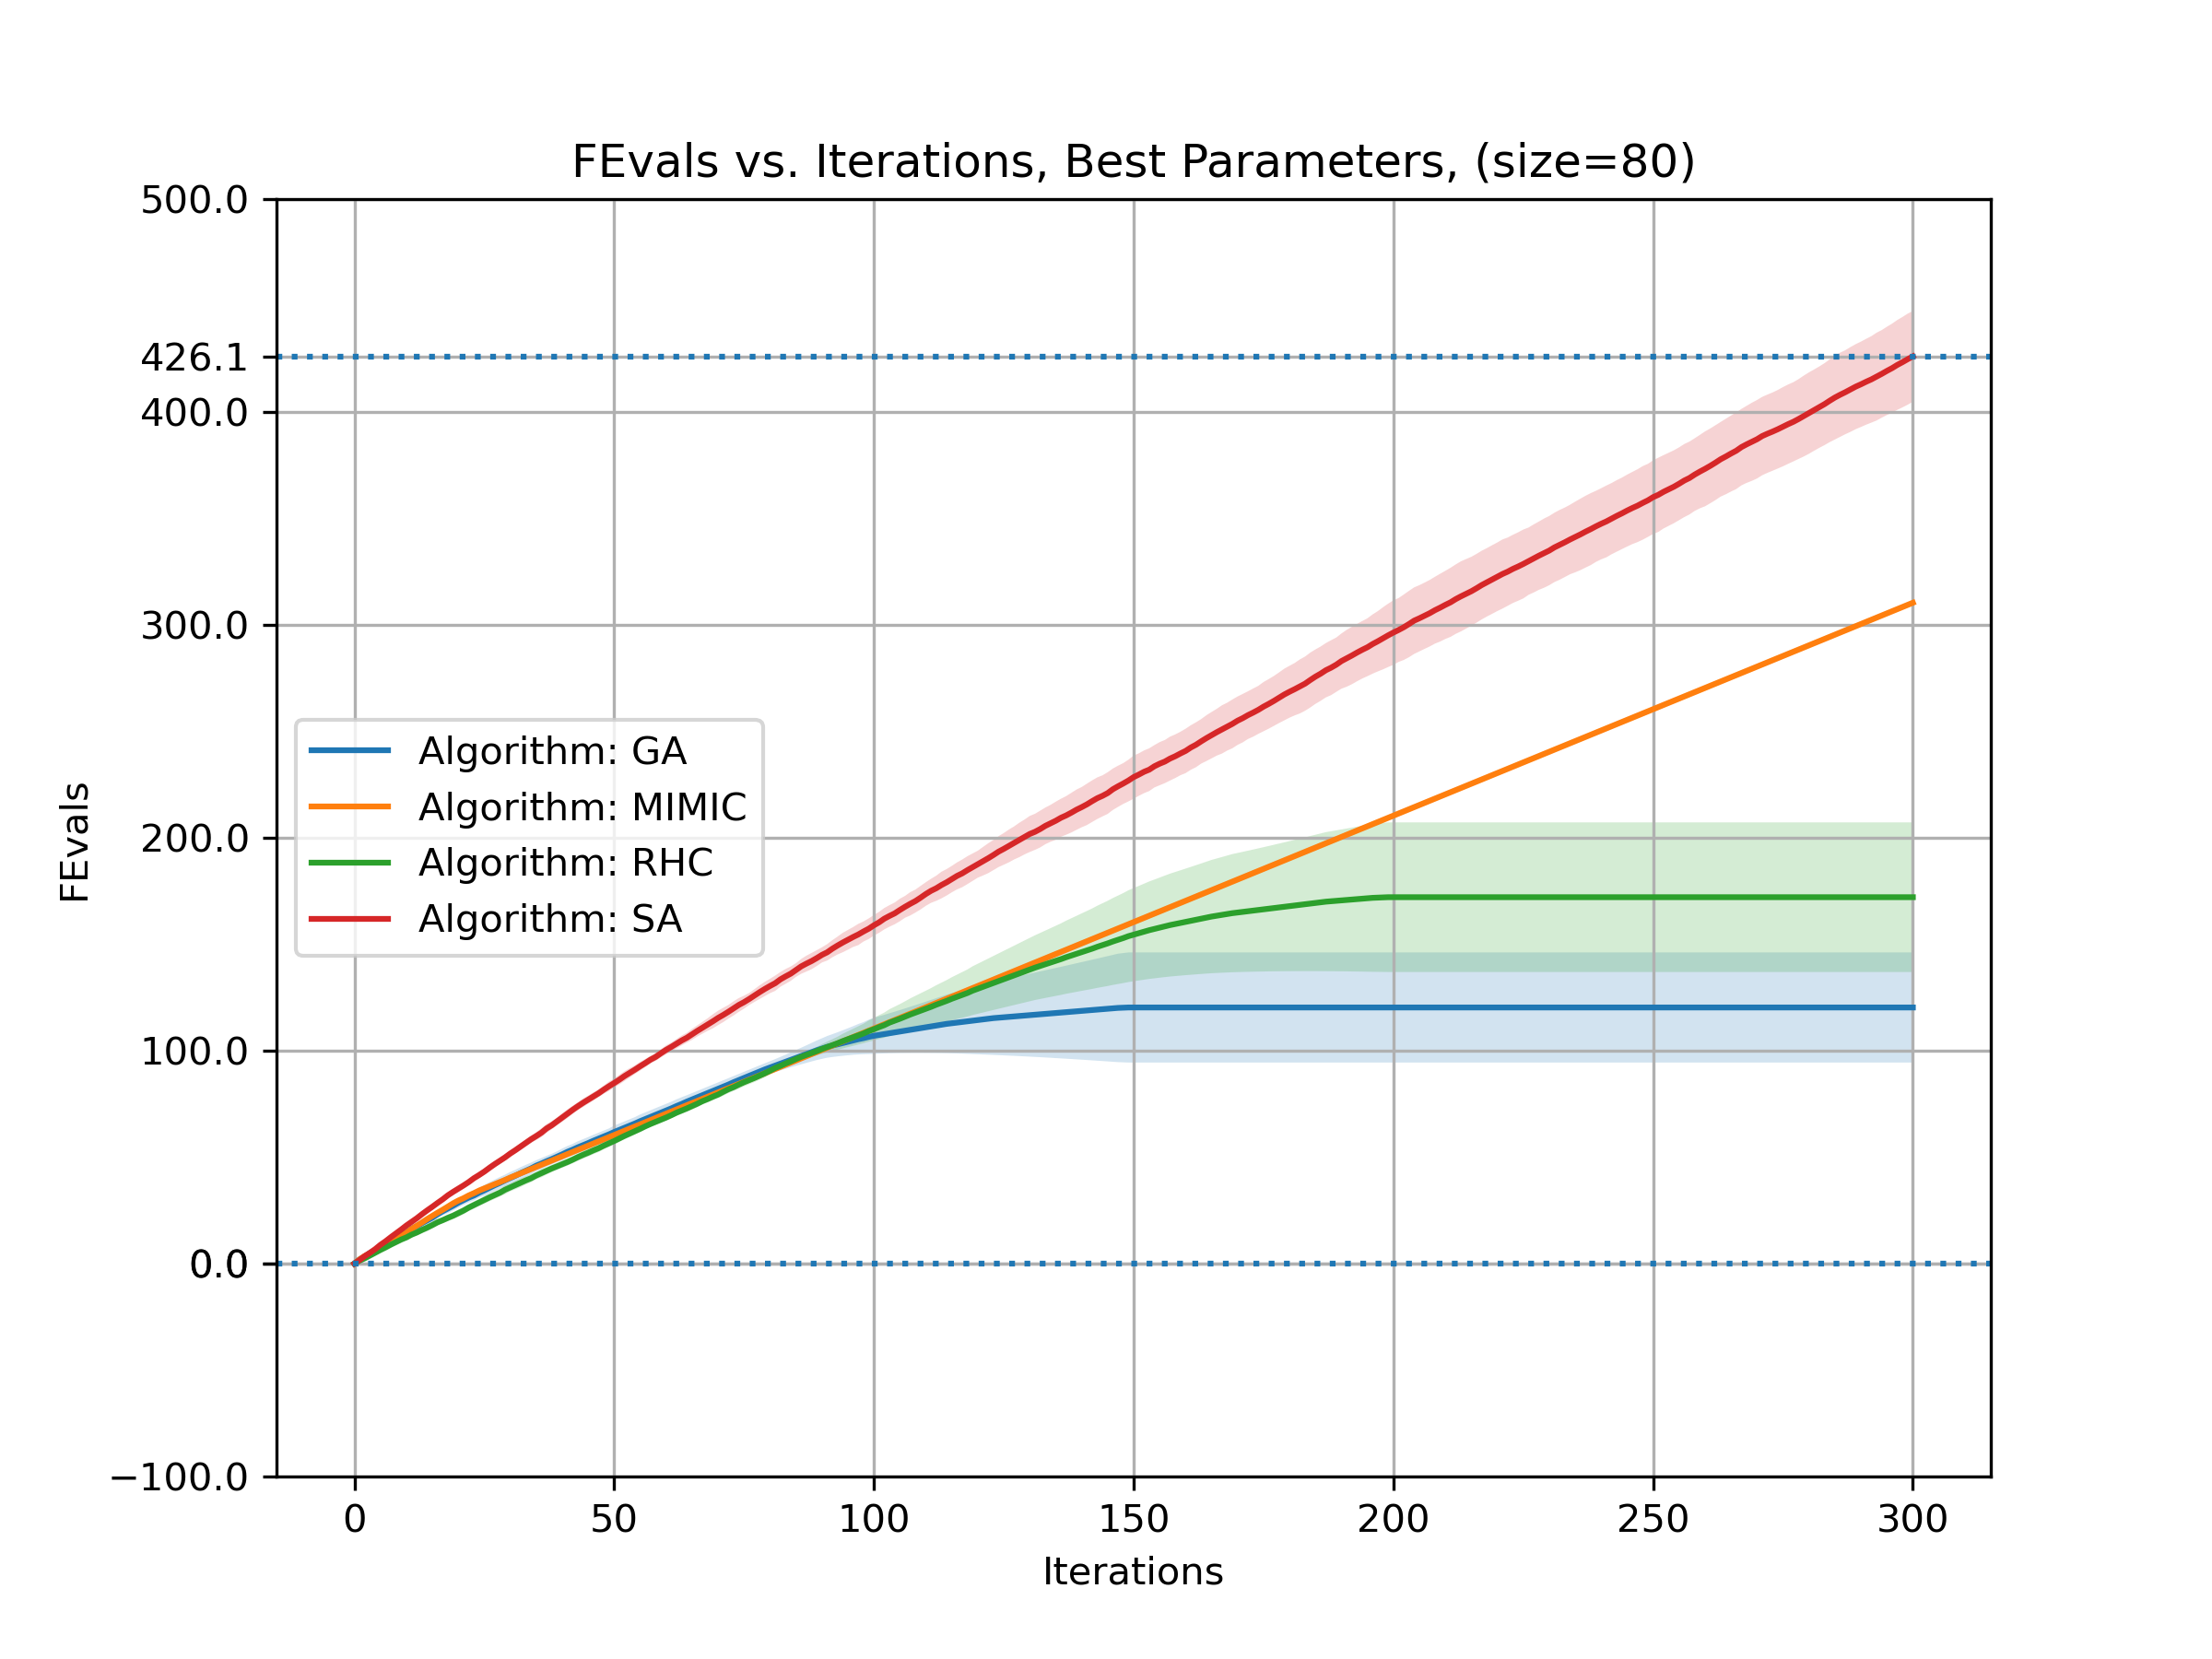 FEvals vs. Iterations, Best Parameters, (size=80)
500.0
426.1
400.0
300.0
200.0
100.0
0.0
−100.0
FEvals
Algorithm: GA
Algorithm: MIMIC
Algorithm: RHC
Algorithm: SA
0 50 100 150 200 250 300
Iterations